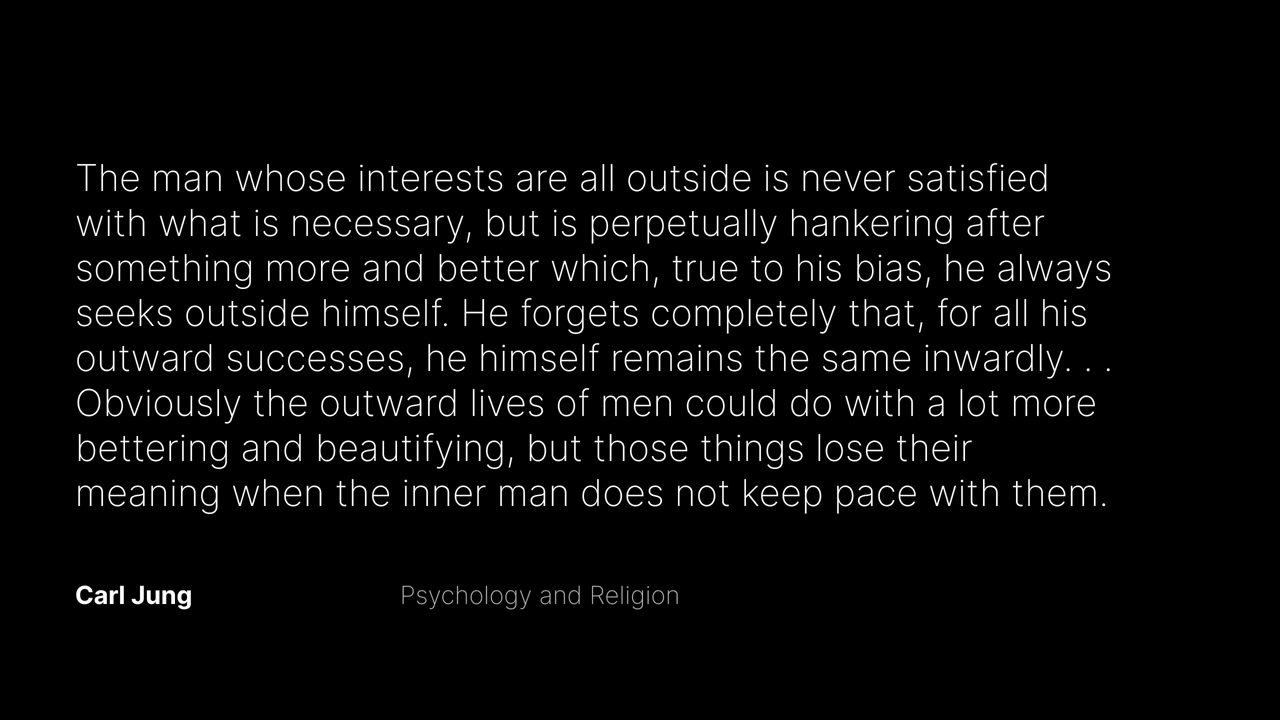 The man whose interests are all outside is never satisfied
with what is necessary, but is perpetually hankering after
something more and better which, true to his bias, he always
seeks outside himself. He forgets completely that, for all his
outward successes, he himself remains the same inwardly. . .
Obviously the outward lives of men could do with a lot more
bettering and beautifying, but those things lose their
meaning when the inner man does not keep pace with them.
Carl Jung Psychology and Religion